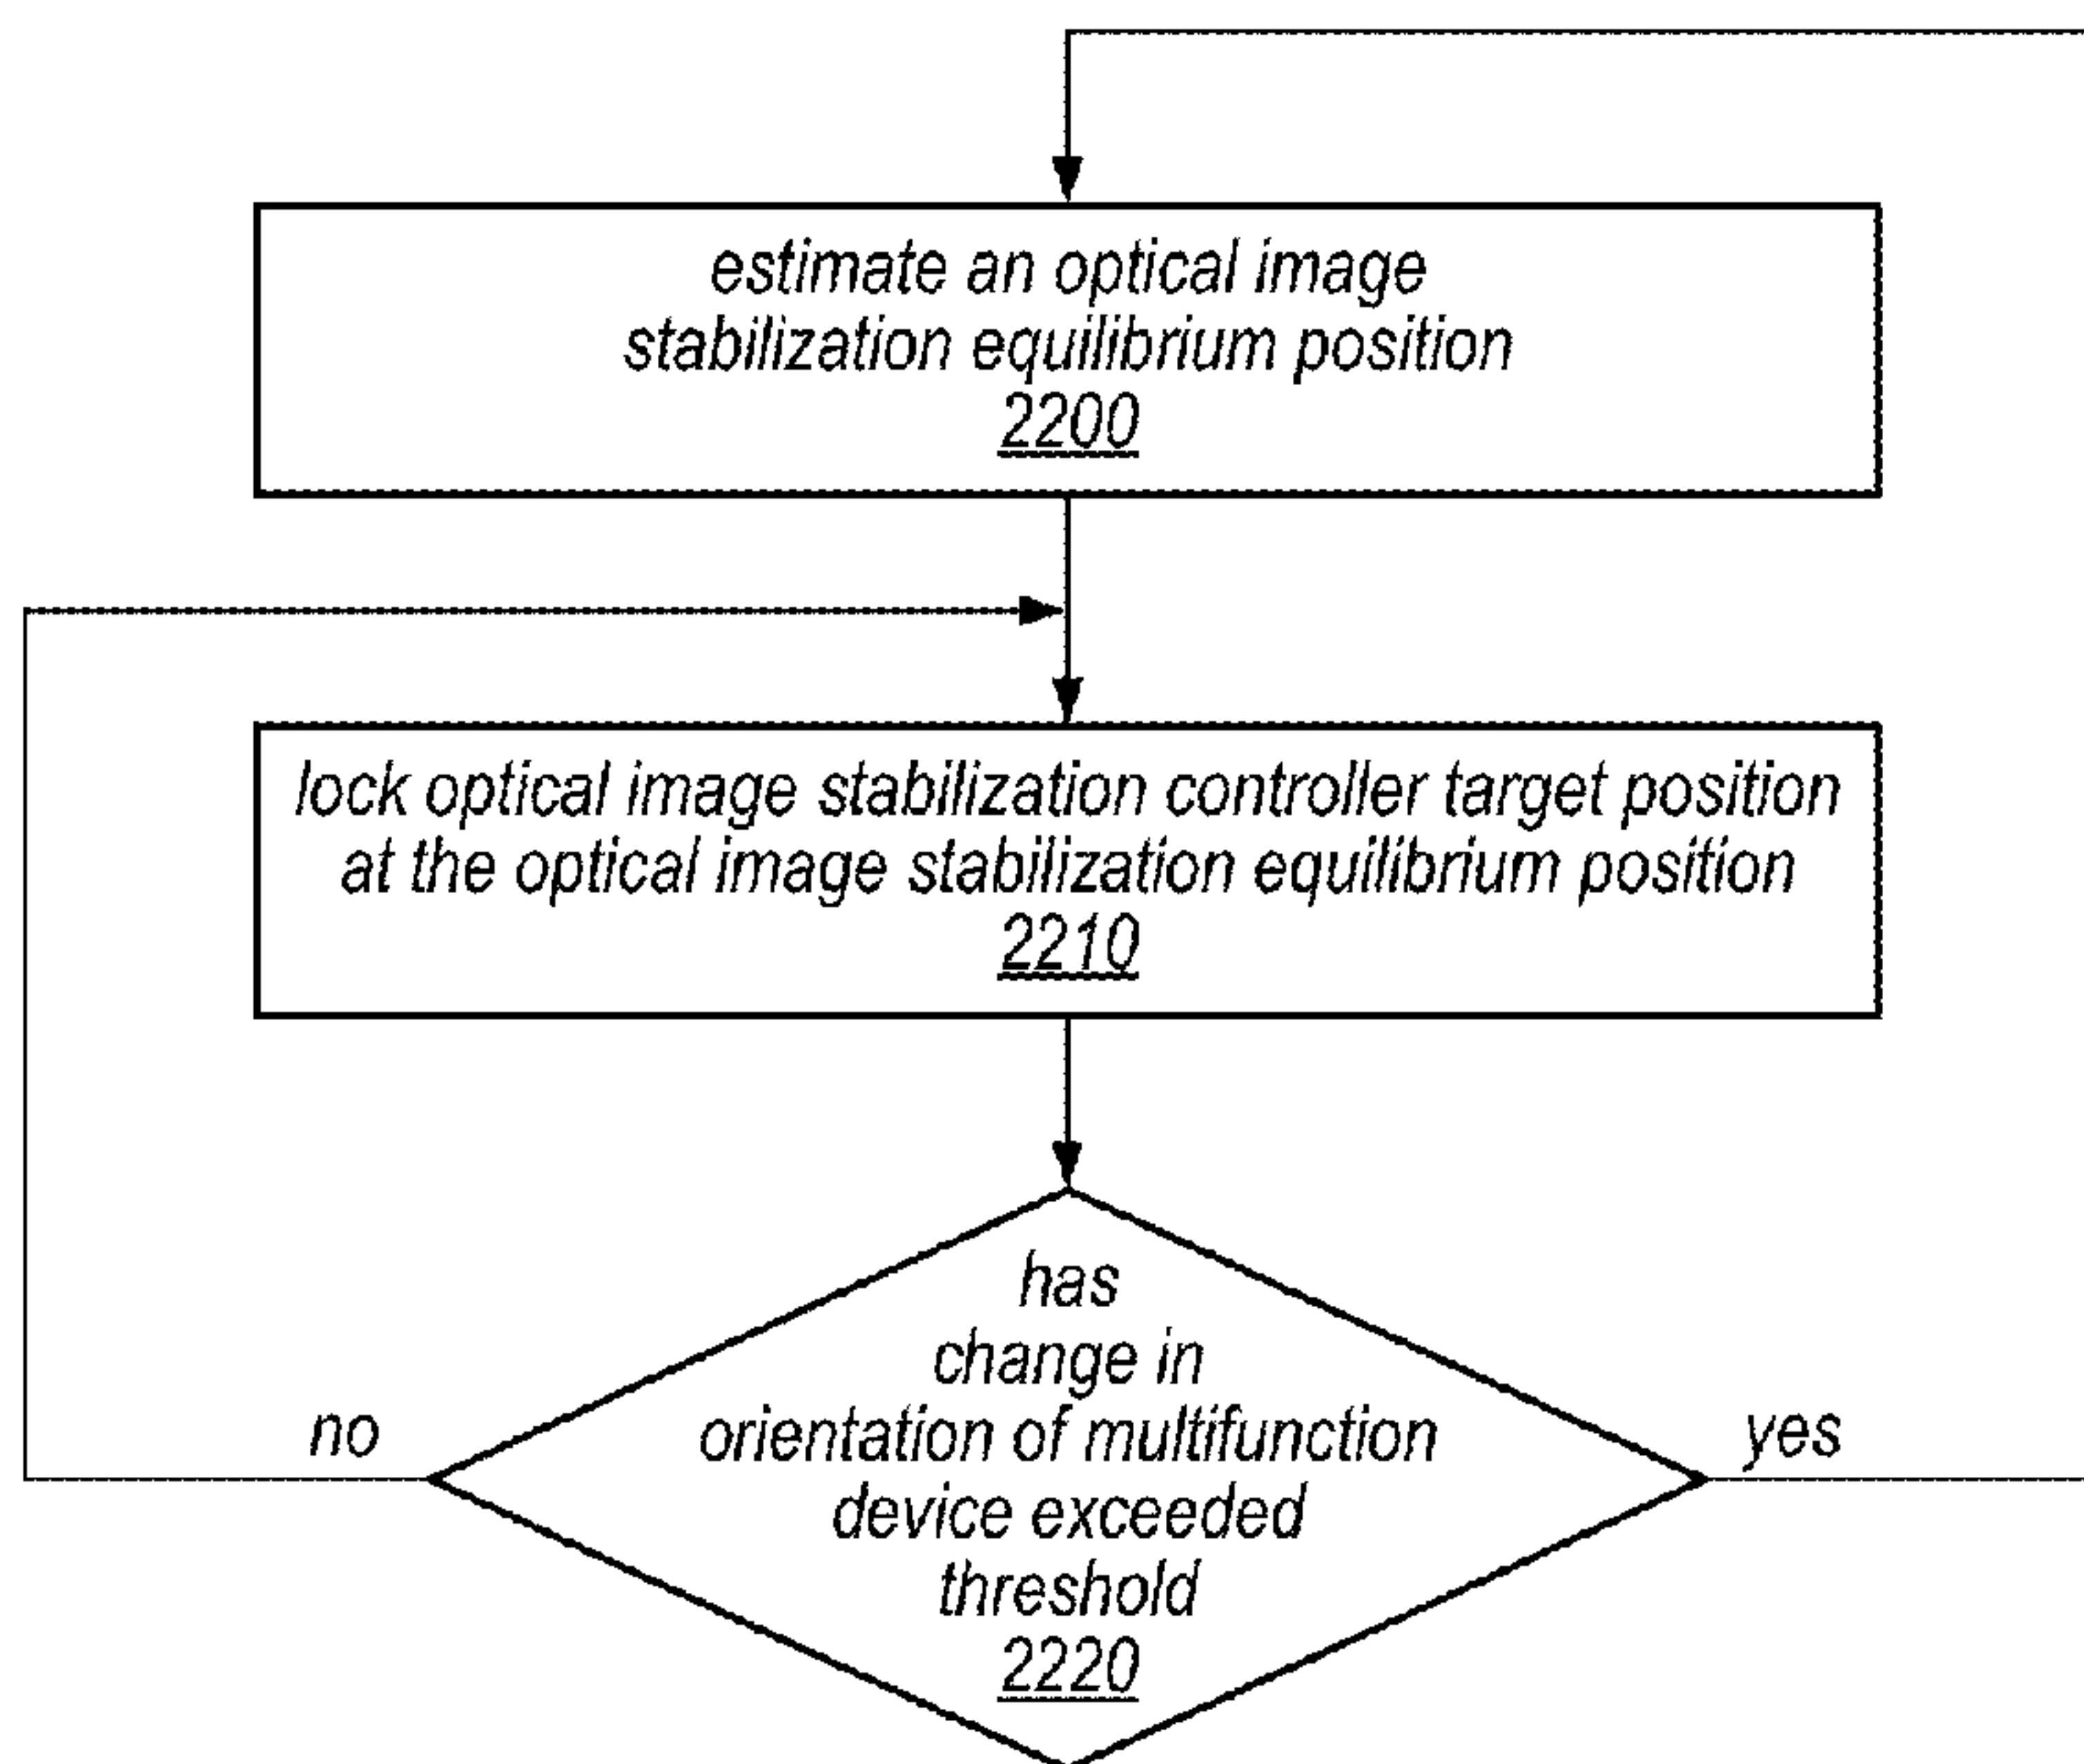 estimate an optical image
stabilization equilibrium position
2200
lock optical image stabilization controller target position
at the optical image stabilization equilibrium position
2210
has
change in
orientation of multifunction
device exceeded
threshold
2220
no
yes